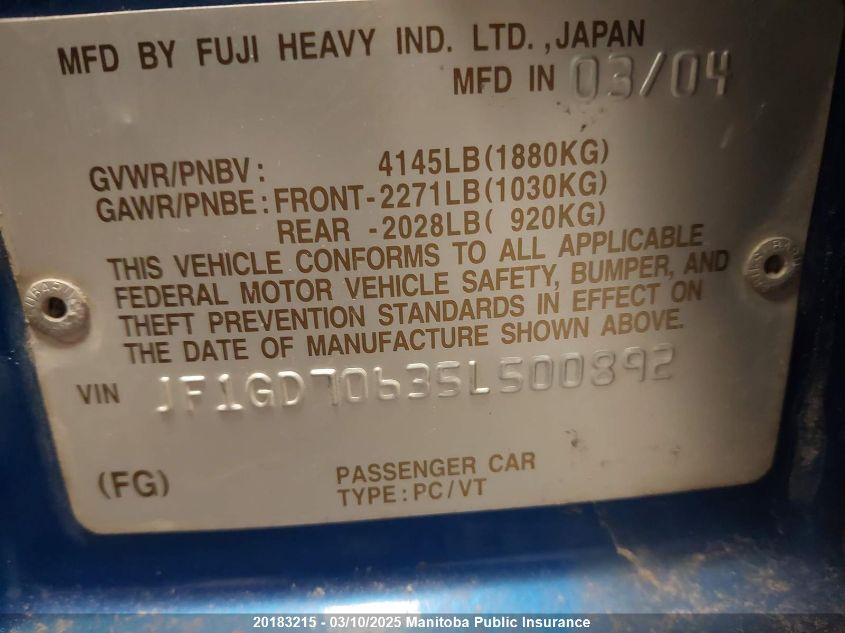 MFD BY FUJI HEAVY IND. LTD.,JAPAN
MFD IN 03/04
GVWR/PNBV: 4145LB(1880KG)
GAWR/PNBE:FRONT-2271LB(1030KG)
REAR -2028LB( 920KG)
THIS VEHICLE CONFORMS TO ALL APPLICABLE
FEDERAL MOTOR VEHICLE SAFETY, BUMPER, AND
THEFT PREVENTION STANDARDS IN EFFECT ON
THE DATE OF MANUFACTURE SHOWN ABOVE.
VIN JF1GD70635L500892
(FG) PASSENGER CAR
TYPE:PC/VT
20183215 - 03/10/2025 Manitoba Public Insurance